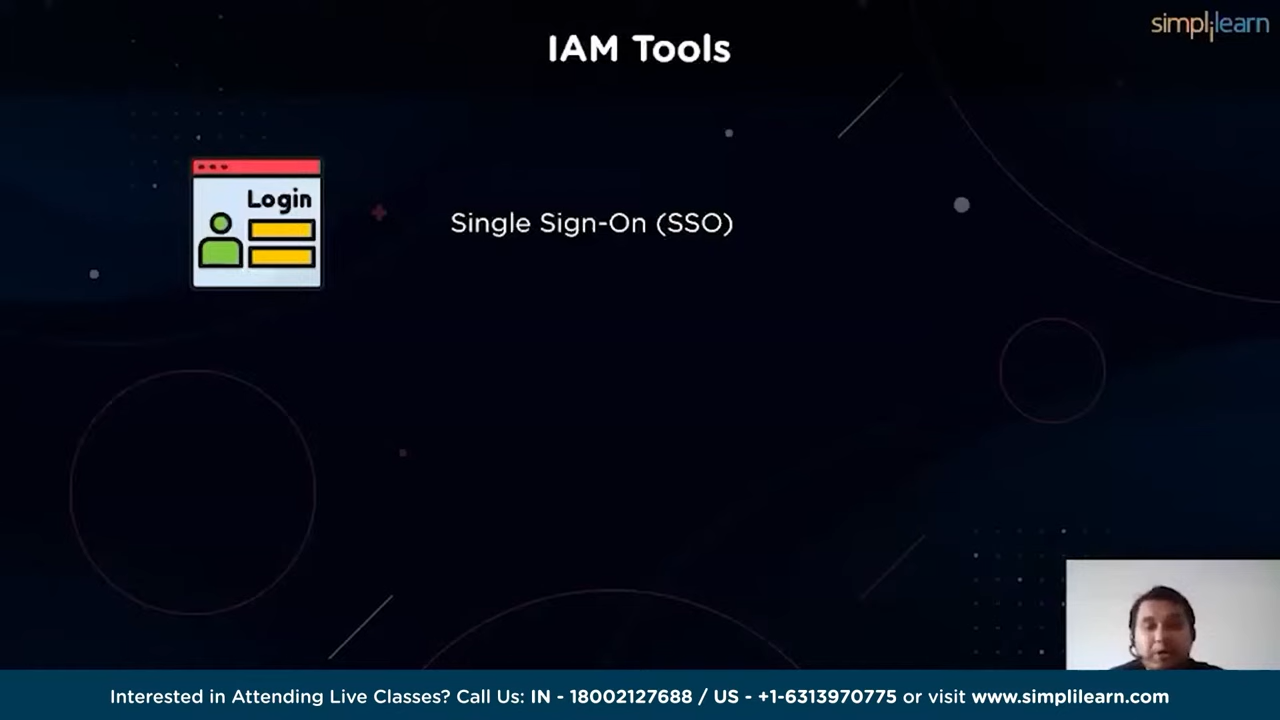 IAM Tools
simplilearn
Login
Single Sign-On (SSO)
Interested in Attending Live Classes? Call Us: IN - 18002127688 / US - +1-6313970775 or visit www.simplilearn.com